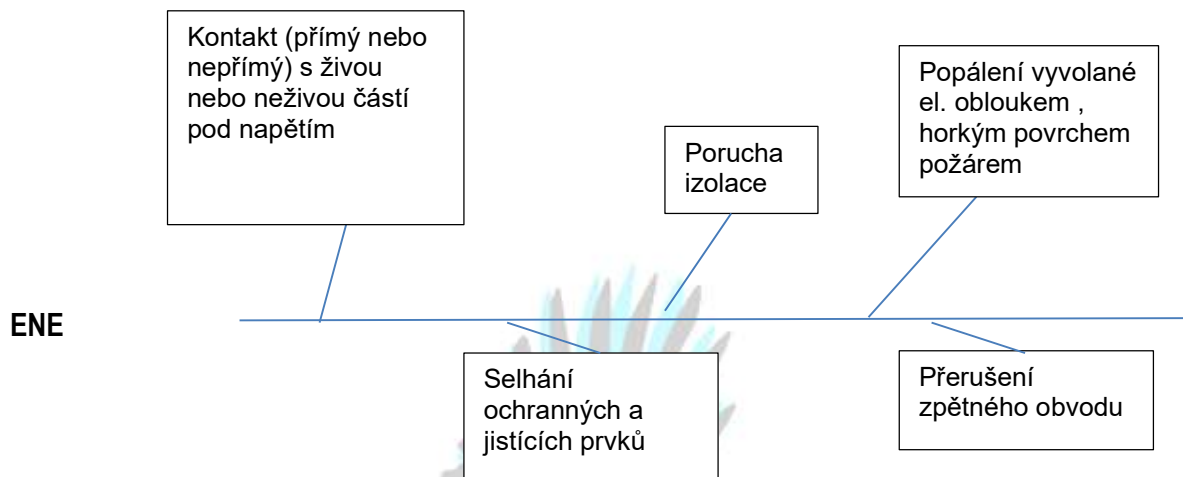 Kontakt (přímý nebo
nepřímý) s živou
nebo neživou částí
pod napětím
Porucha
izolace
Popálení vyvolané
el. obloukem ,
horkým povrchem
požárem
ENE
Selhání
ochranných a
jistících prvků
Přerušení
zpětného obvodu